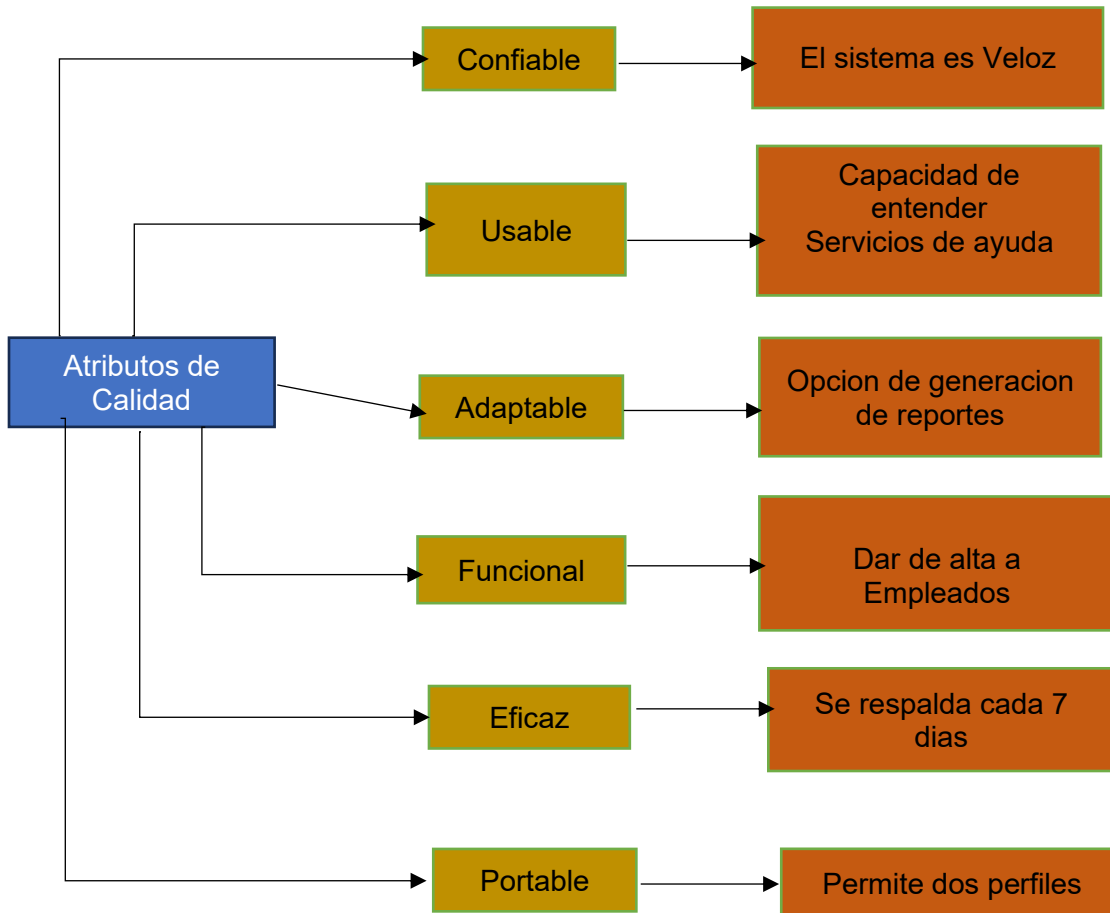 Confiable
El sistema es Veloz
Usable
Capacidad de
entender
Servicios de ayuda
Atributos de
Calidad
Adaptable
Opcion de generacion
de reportes
Funcional
Dar de alta a
Empleados
Eficaz
Se respalda cada 7
dias
Portable
Permite dos perfiles